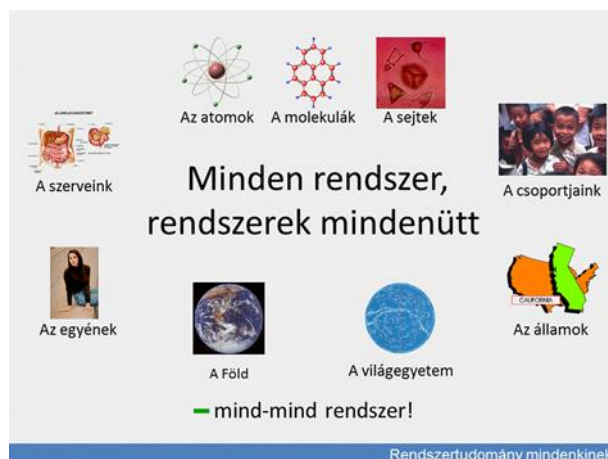 Az atomok
A molekulák
A sejtek
A szerveink
A csoportjaink
Minden rendszer,
rendszerek mindenütt
Az egyének
A Föld
A világegyetem
CALIFORNIA
Az államok
– mind-mind rendszer!
Rendszertudomány mindenkinek